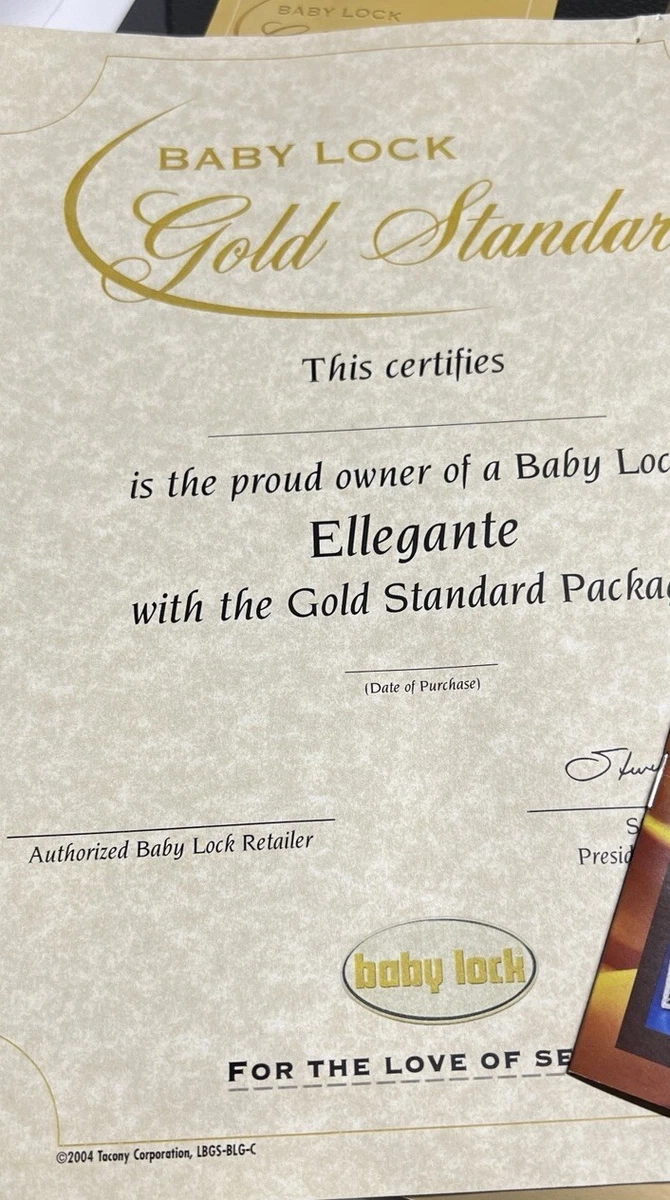 BABY LOCK
BABY LOCK
Gold Standar
This certifies
is the proud owner of a Baby Loc
Ellegante
with the Gold Standard Packa
(Date of Purchase)
Authorized Baby Lock Retailer
S
Presid
baby lock
FOR THE LOVE OF SE
©2004 Tacony Corporation, LBGS-BLG-C